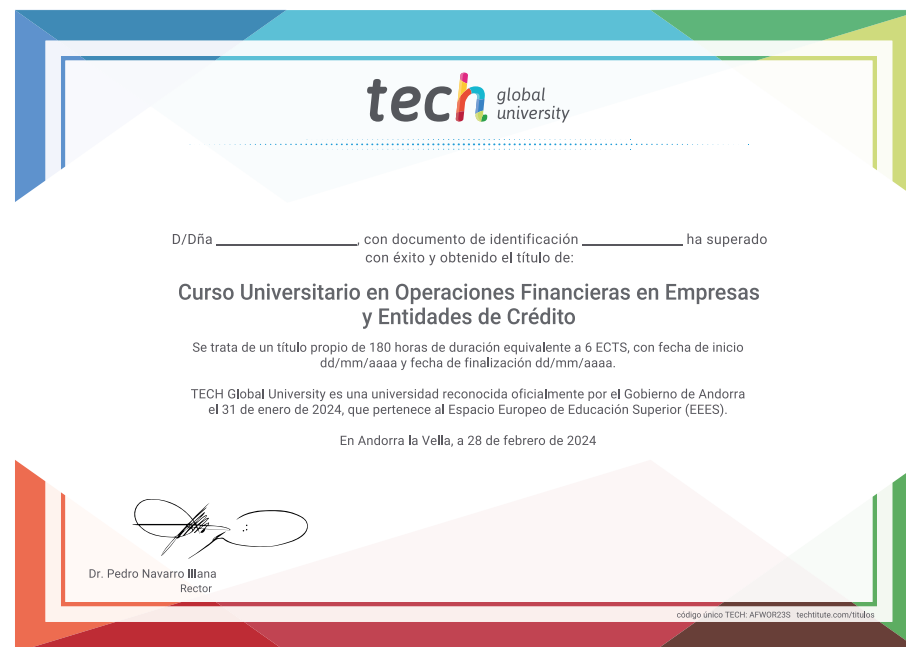 tech global
university
D/Dña ____________________, con documento de identificación ______________ ha superado
con éxito y obtenido el título de:
Curso Universitario en Operaciones Financieras en Empresas
y Entidades de Crédito
Se trata de un título propio de 180 horas de duración equivalente a 6 ECTS, con fecha de inicio
dd/mm/aaaa y fecha de finalización dd/mm/aaaa.
TECH Global University es una universidad reconocida oficialmente por el Gobierno de Andorra
el 31 de enero de 2024, que pertenece al Espacio Europeo de Educación Superior (EEES).
En Andorra la Vella, a 28 de febrero de 2024
Dr. Pedro Navarro Illana
Rector
código único TECH: AFWOR23S techtitute.com/titulos